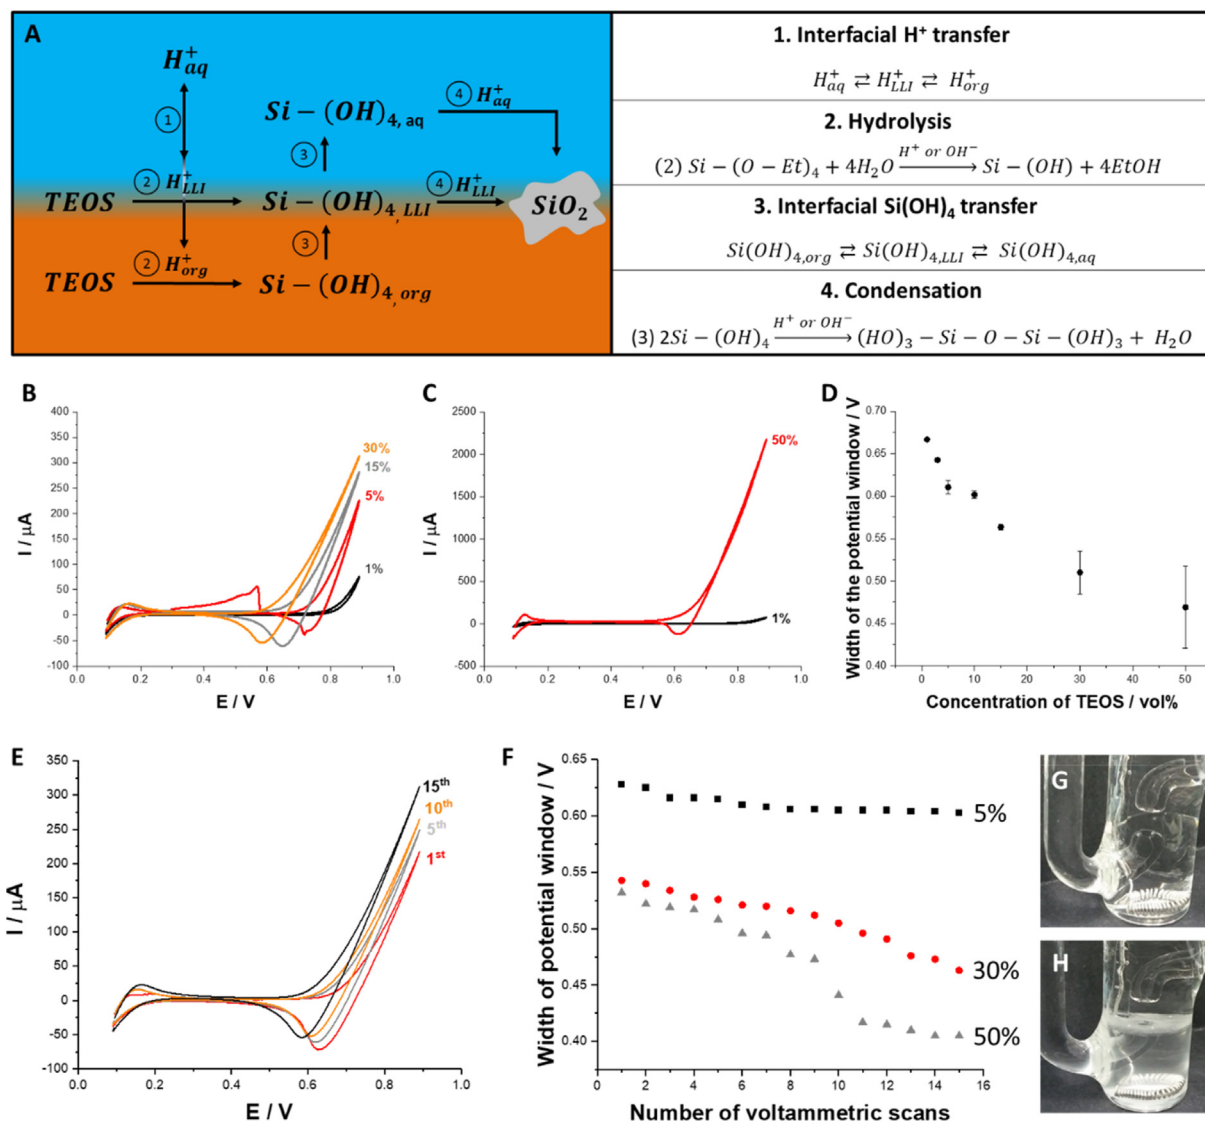 A
H⁺aq
① 
Si − (OH)4, aq
④ H⁺aq
③
② H⁺LLI
④ H⁺LLI
TEOS
Si − (OH)4, LLI
SiO2
③
② H⁺org
TEOS
Si − (OH)4, org
1. Interfacial H⁺ transfer
H⁺aq ⇄ H⁺LLI ⇄ H⁺org
2. Hydrolysis
H⁺ or OH⁻
(2) Si − (O − Et)4 + 4H2O → Si − (OH) + 4EtOH
3. Interfacial Si(OH)4 transfer
Si(OH)4,org ⇄ Si(OH)4,LLI ⇄ Si(OH)4,aq
4. Condensation
H⁺ or OH⁻
(3) 2Si − (OH)4 → (HO)3 − Si − O − Si − (OH)3 + H2O
B
400
350
300
250
200
150
100
50
0
-50
-100
I / µA
30%
15%
5%
1%
0.0 0.2 0.4 0.6 0.8 1.0
E / V
C
2500
2000
1500
1000
500
0
-500
I / µA
50%
1%
0.0 0.2 0.4 0.6 0.8 1.0
E / V
D
0.70
0.65
0.60
0.55
0.50
0.45
0.40
Width of the potential window / V
0 10 20 30 40 50
Concentration of TEOS / vol%
E
350
300
250
200
150
100
50
0
-50
-100
I / µA
15th
10th
5th
1st
0.0 0.2 0.4 0.6 0.8 1.0
E / V
F
0.65
0.60
0.55
0.50
0.45
0.40
Width of potential window / V
5%
30%
50%
0 2 4 6 8 10 12 14 16
Number of voltammetric scans
G
H